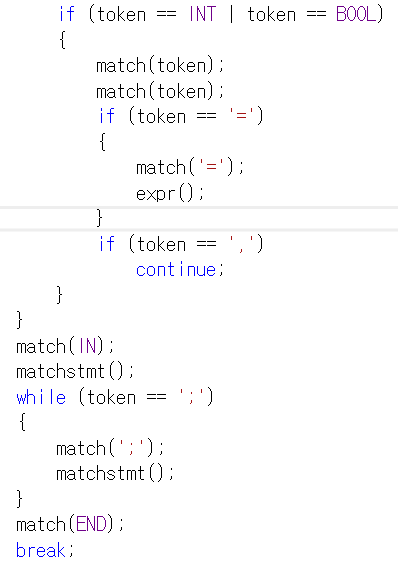 if (token == INT | token == BOOL)
{
match(token);
match(token);
if (token == '=')
{
match('=');
expr();
}
if (token == ',')
continue;
}
}
match(IN);
matchstmt();
while (token == ';')
{
match(';');
matchstmt();
}
match(END);
break;